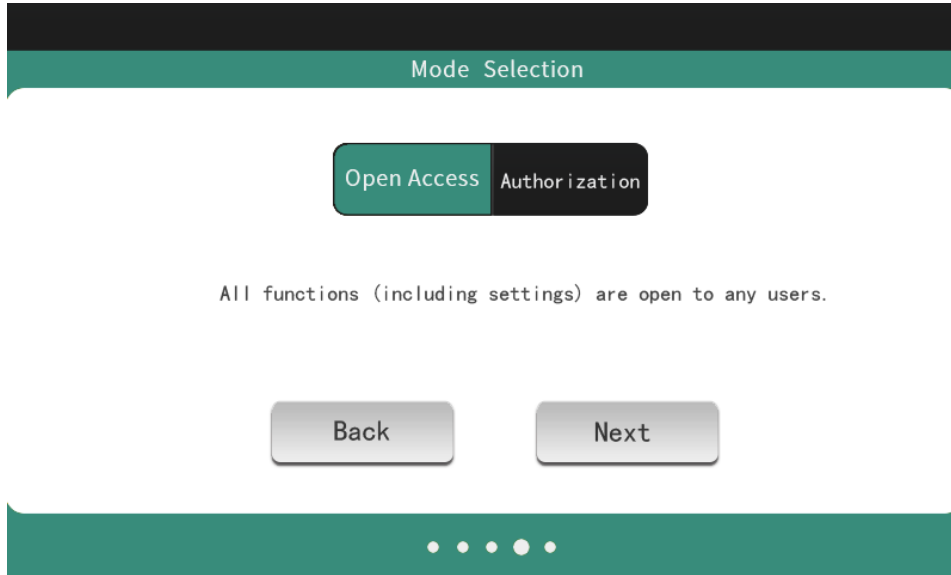 Mode Selection
Open Access Authorization
All functions (including settings) are open to any users.
Back Next